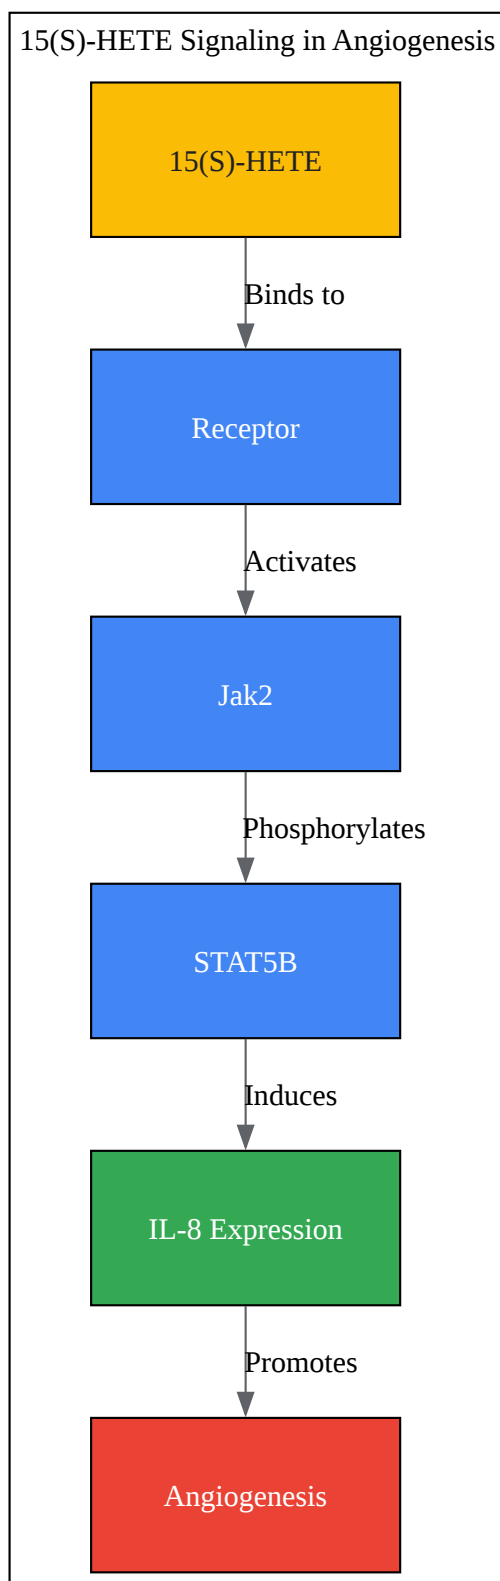 15(S)-HETE Signaling in Angiogenesis
15(S)-HETE
Binds to
Receptor
Activates
Jak2
Phosphorylates
STAT5B
Induces
IL-8 Expression
Promotes
Angiogenesis